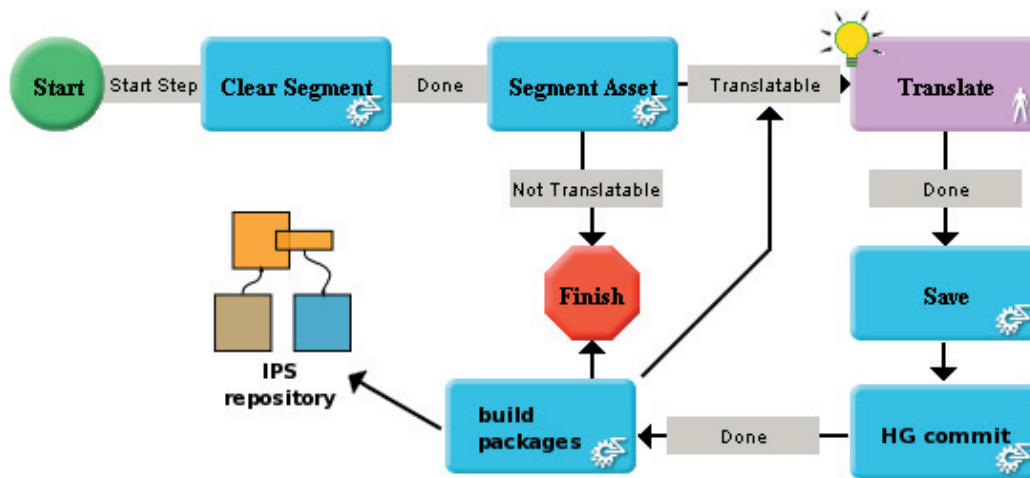 Start
Start Step
Clear Segment
Done
Segment Asset
Translatable
Translate
Not Translatable
Done
Finish
Save
IPS
repository
build
packages
Done
HG commit